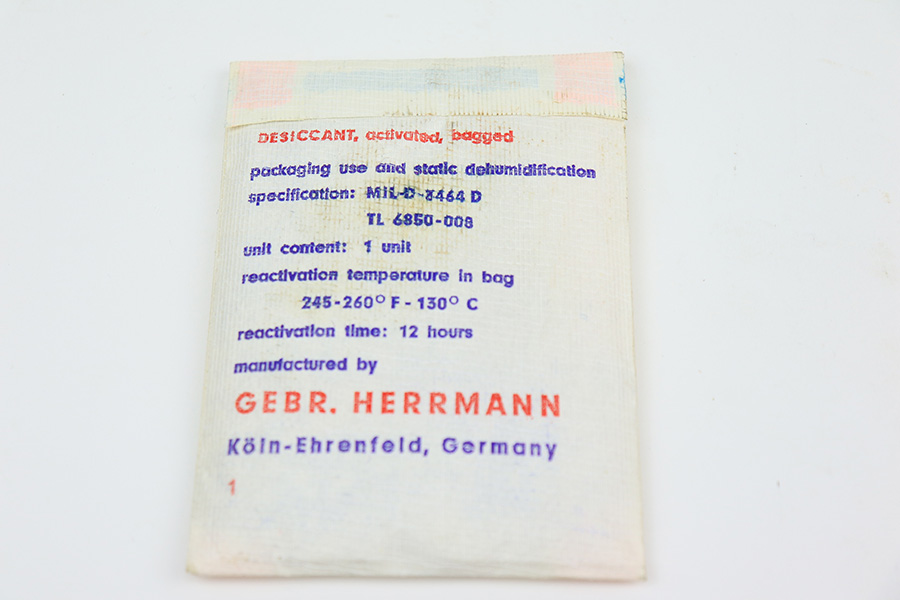 DESICCANT, activated, bagged
packaging use and static dehumidification
specification: MIL-D-3464 D
TL 6850-008
unit content: 1 unit
reactivation temperature in bag
245-260° F - 130° C
reactivation time: 12 hours
manufactured by
GEBR. HERRMANN
Köln-Ehrenfeld, Germany
1